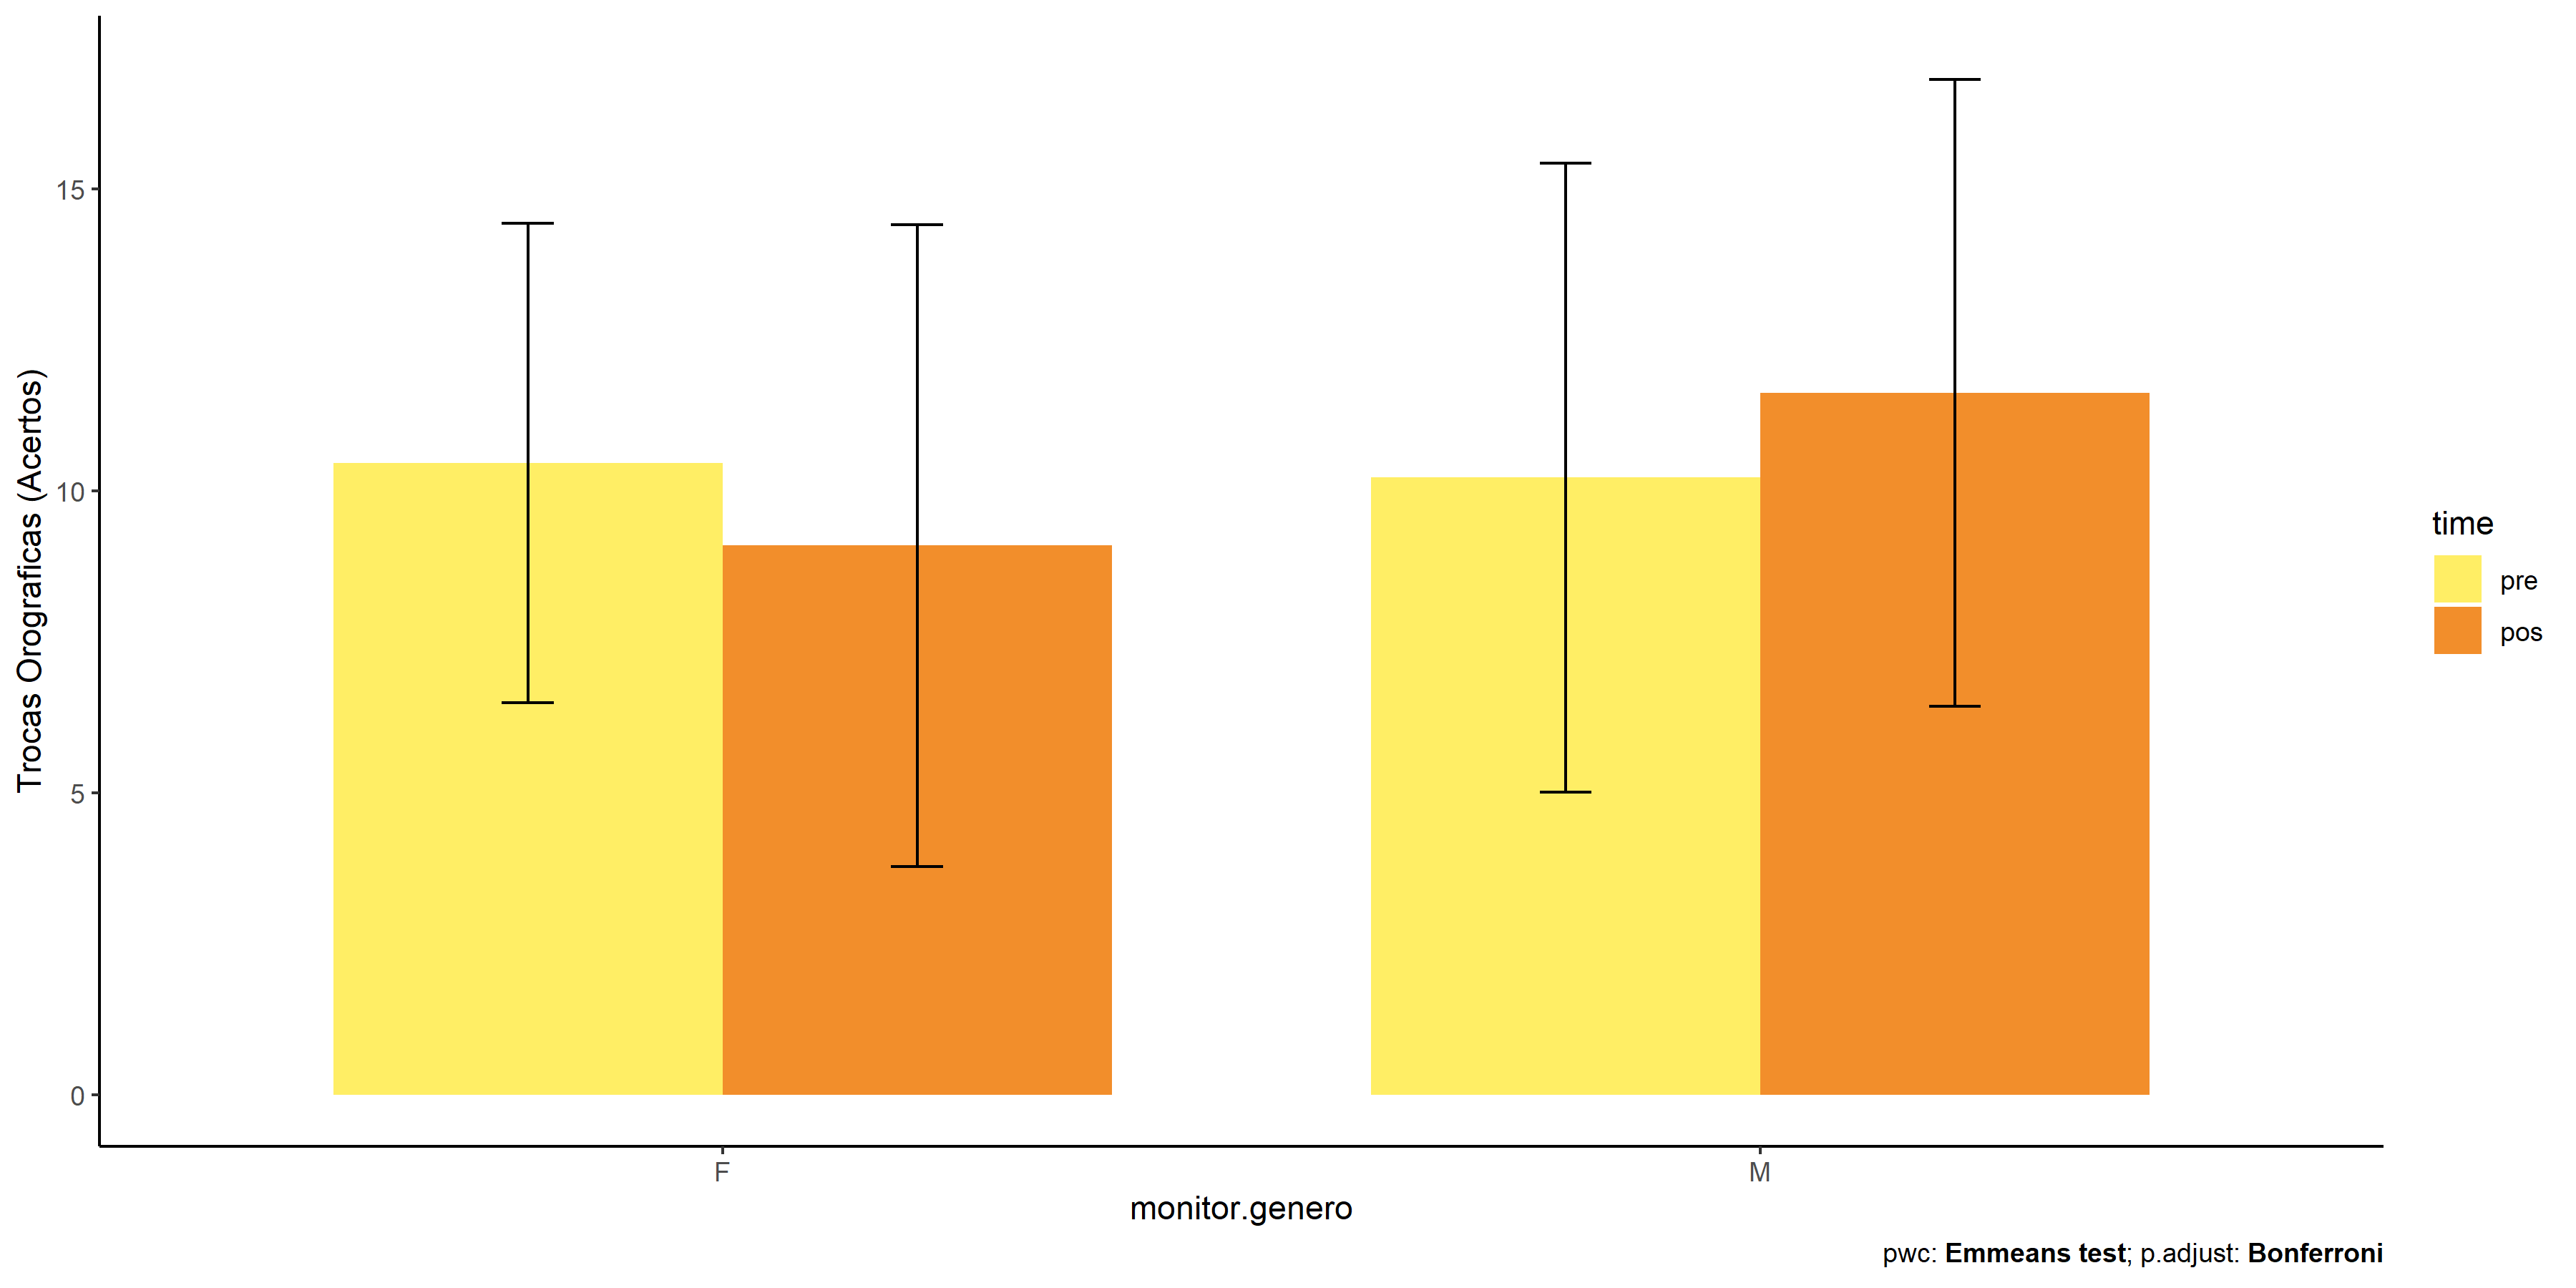 Trocas Orograficas (Acertos)
15
10
5
0
F
M
monitor.genero
time
pre
pos
pwc: Emmeans test; p.adjust: Bonferroni